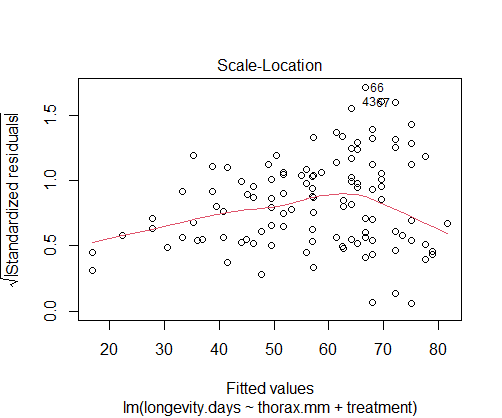 Scale-Location
√|Standardized residuals|
0.0 0.5 1.0 1.5
66
67
20 30 40 50 60 70 80
Fitted values
lm(longevity.days ~ thorax.mm + treatment)